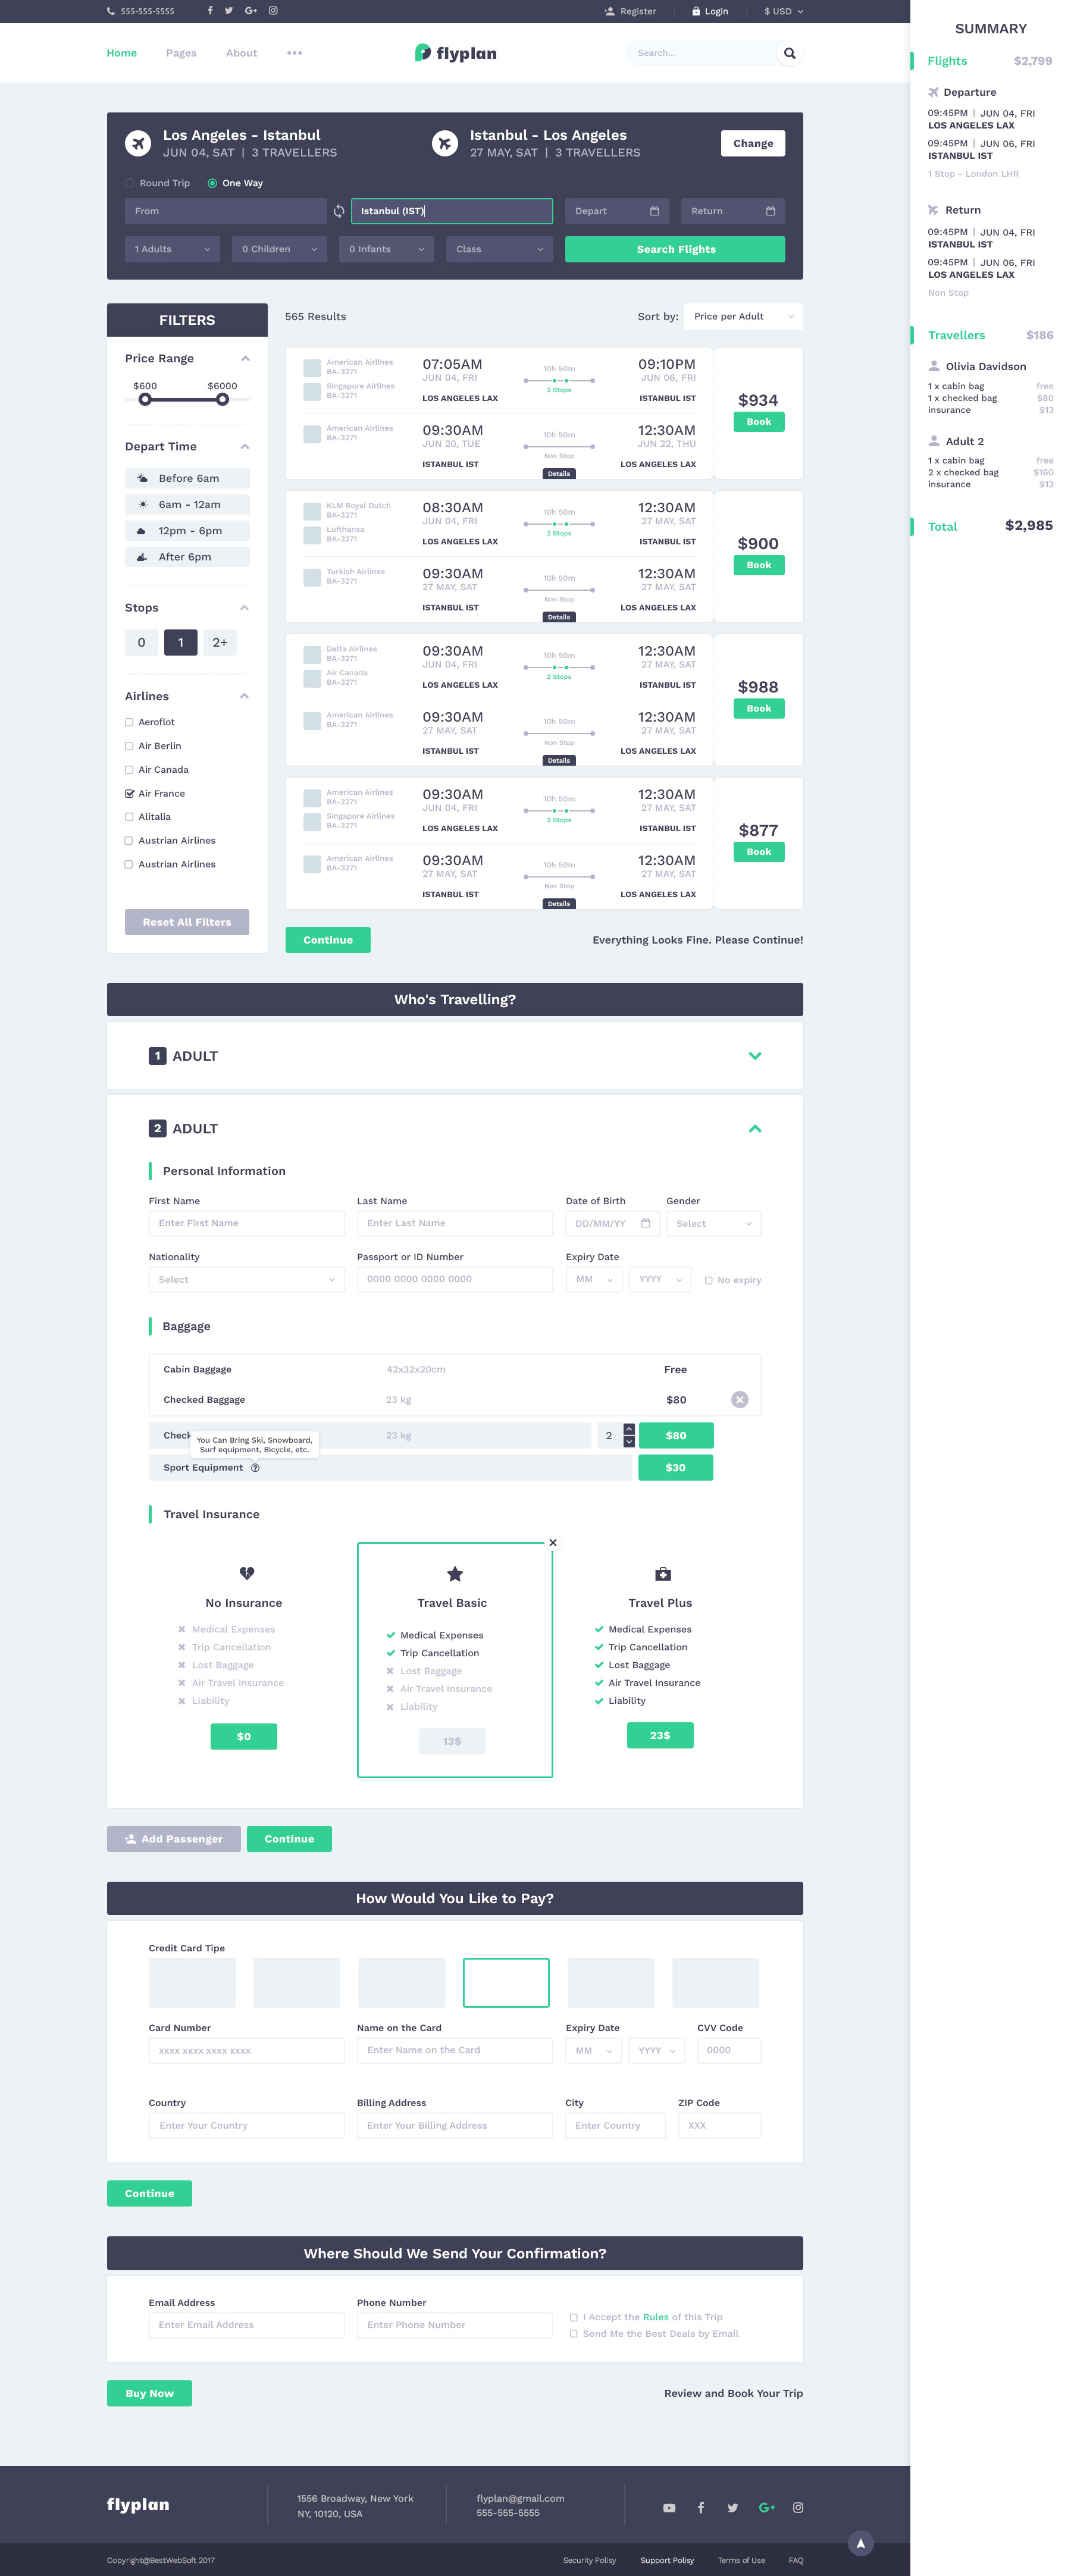 555-555-5555
Register
Login
$ USD
Home
Pages
About
flyplan
Search...
Los Angeles - Istanbul
JUN 04, SAT | 3 TRAVELLERS
Istanbul - Los Angeles
27 MAY, SAT | 3 TRAVELLERS
Change
Round Trip
One Way
From
Istanbul (IST)
Depart
Return
1 Adults
0 Children
0 Infants
Class
Search Flights
FILTERS
Price Range
$600
$6000
Depart Time
Before 6am
6am - 12am
12pm - 6pm
After 6pm
Stops
0
1
2+
Airlines
Aeroflot
Air Berlin
Air Canada
Air France
Alitalia
Austrian Airlines
Austrian Airlines
Reset All Filters
565 Results
Sort by:
Price per Adult
American Airlines
BA-3271
Singapore Airlines
BA-3271
07:05AM
JUN 04, FRI
LOS ANGELES LAX
10h 50m
2 Stops
09:10PM
JUN 06, FRI
ISTANBUL IST
American Airlines
BA-3271
09:30AM
JUN 20, TUE
ISTANBUL IST
10h 50m
Non Stop
Details
12:30AM
JUN 22, THU
LOS ANGELES LAX
$934
Book
KLM Royal Dutch
BA-3271
Lufthansa
BA-3271
08:30AM
JUN 04, FRI
LOS ANGELES LAX
10h 50m
2 Stops
12:30AM
27 MAY, SAT
ISTANBUL IST
Turkish Airlines
BA-3271
09:30AM
27 MAY, SAT
ISTANBUL IST
10h 50m
Non Stop
Details
12:30AM
27 MAY, SAT
LOS ANGELES LAX
$900
Book
Delta Airlines
BA-3271
Air Canada
BA-3271
09:30AM
JUN 04, FRI
LOS ANGELES LAX
10h 50m
2 Stops
12:30AM
27 MAY, SAT
ISTANBUL IST
American Airlines
BA-3271
09:30AM
27 MAY, SAT
ISTANBUL IST
10h 50m
Non Stop
Details
12:30AM
27 MAY, SAT
LOS ANGELES LAX
$988
Book
American Airlines
BA-3271
Singapore Airlines
BA-3271
09:30AM
JUN 04, FRI
LOS ANGELES LAX
10h 50m
2 Stops
12:30AM
27 MAY, SAT
ISTANBUL IST
American Airlines
BA-3271
09:30AM
27 MAY, SAT
ISTANBUL IST
10h 50m
Non Stop
Details
12:30AM
27 MAY, SAT
LOS ANGELES LAX
$877
Book
Continue
Everything Looks Fine. Please Continue!
Who's Travelling?
1 ADULT
2 ADULT
Personal Information
First Name
Last Name
Date of Birth
Gender
Enter First Name
Enter Last Name
DD/MM/YY
Select
Nationality
Passport or ID Number
Expiry Date
Select
0000 0000 0000 0000
MM
YYYY
No expiry
Baggage
Cabin Baggage
42x32x20cm
Free
Checked Baggage
23 kg
$80
Check
23 kg
2
$80
You Can Bring Ski, Snowboard,
Surf equipment, Bicycle, etc.
Sport Equipment
$30
Travel Insurance
No Insurance
Medical Expenses
Trip Cancellation
Lost Baggage
Air Travel Insurance
Liability
$0
Travel Basic
Medical Expenses
Trip Cancellation
Lost Baggage
Air Travel Insurance
Liability
13$
Travel Plus
Medical Expenses
Trip Cancellation
Lost Baggage
Air Travel Insurance
Liability
23$
Add Passenger
Continue
How Would You Like to Pay?
Credit Card Tipe
Card Number
Name on the Card
Expiry Date
CVV Code
xxxx xxxx xxxx xxxx
Enter Name on the Card
MM
YYYY
0000
Country
Billing Address
City
ZIP Code
Enter Your Country
Enter Your Billing Address
Enter Country
XXX
Continue
Where Should We Send Your Confirmation?
Email Address
Phone Number
Enter Email Address
Enter Phone Number
I Accept the Rules of this Trip
Send Me the Best Deals by Email
Buy Now
Review and Book Your Trip
flyplan
1556 Broadway, New York
NY, 10120, USA
flyplan@gmail.com
555-555-5555
Copyright@BestWebSoft 2017
Security Polisy
Support Polisy
Terms of Use
FAQ
SUMMARY
Flights
$2,799
Departure
09:45PM | JUN 04, FRI
LOS ANGELES LAX
09:45PM | JUN 06, FRI
ISTANBUL IST
1 Stop - London LHR
Return
09:45PM | JUN 04, FRI
ISTANBUL IST
09:45PM | JUN 06, FRI
LOS ANGELES LAX
Non Stop
Travellers
$186
Olivia Davidson
1 x cabin bag
free
1 x checked bag
$80
insurance
$13
Adult 2
1 x cabin bag
free
2 x checked bag
$160
insurance
$13
Total
$2,985